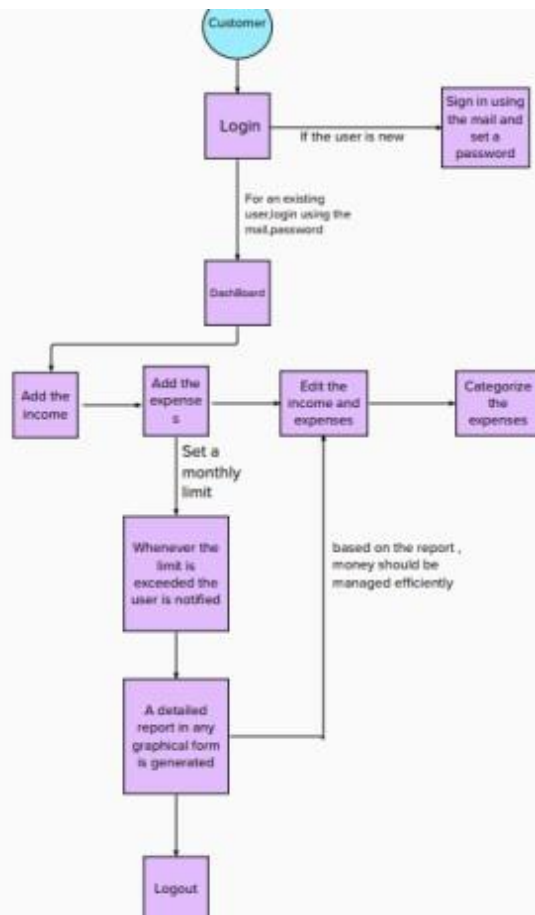 Customer
Login
If the user is new
Sign in using
the mail and
set a
password
For an existing
user,login using the
mail,password
DashBoard
Add the
income
Add the
expense
s
Edit the
income and
expenses
Categorize
the
expenses
Set a
monthly
limit
Whenever the
limit is
exceeded the
user is notified
based on the report ,
money should be
managed efficiently
A detailed
report in any
graphical form
is generated
Logout